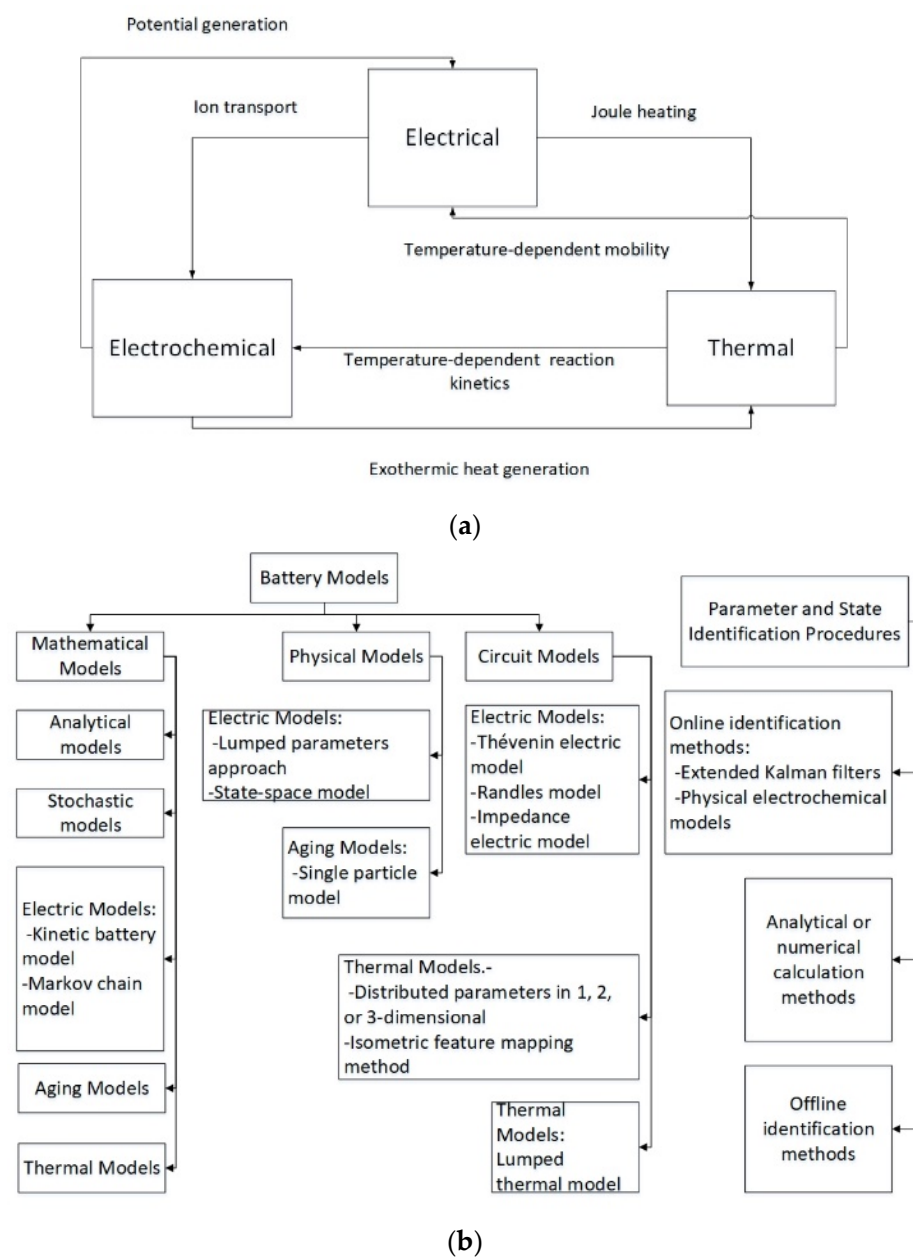 Potential generation
Ion transport
Joule heating
Electrical
Temperature-dependent mobility
Electrochemical
Thermal
Temperature-dependent reaction
kinetics
Exothermic heat generation
(a)
Battery Models
Mathematical
Models
Physical Models
Circuit Models
Parameter and State
Identification Procedures
Analytical
models
Stochastic
models
Electric Models:
-Kinetic battery
model
-Markov chain
model
Aging Models
Thermal Models
Electric Models:
-Lumped parameters
approach
-State-space model
Aging Models:
-Single particle
model
Electric Models:
-Thévenin electric
model
-Randles model
-Impedance
electric model
Thermal Models.-
-Distributed parameters in 1, 2,
or 3-dimensional
-Isometric feature mapping
method
Thermal
Models:
Lumped
thermal model
Online identification
methods:
-Extended Kalman filters
-Physical electrochemical
models
Analytical or
numerical
calculation
methods
Offline
identification
methods
(b)